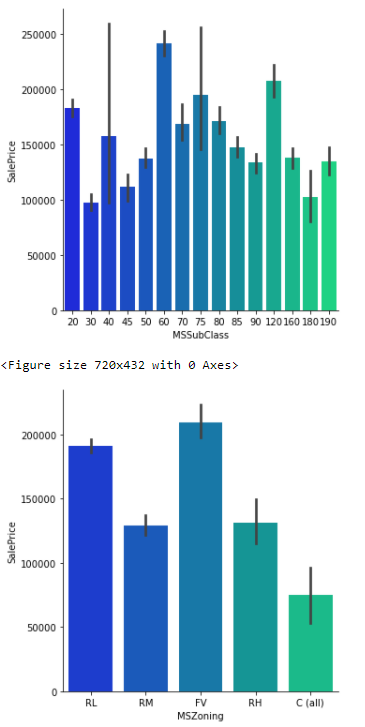 250000
200000
150000
100000
50000
0
SalePrice
20 30 40 45 50 60 70 75 80 85 90 120 160 180 190
MSSubClass
<Figure size 720x432 with 0 Axes>
200000
150000
100000
50000
0
SalePrice
RL RM FV RH C (all)
MSZoning